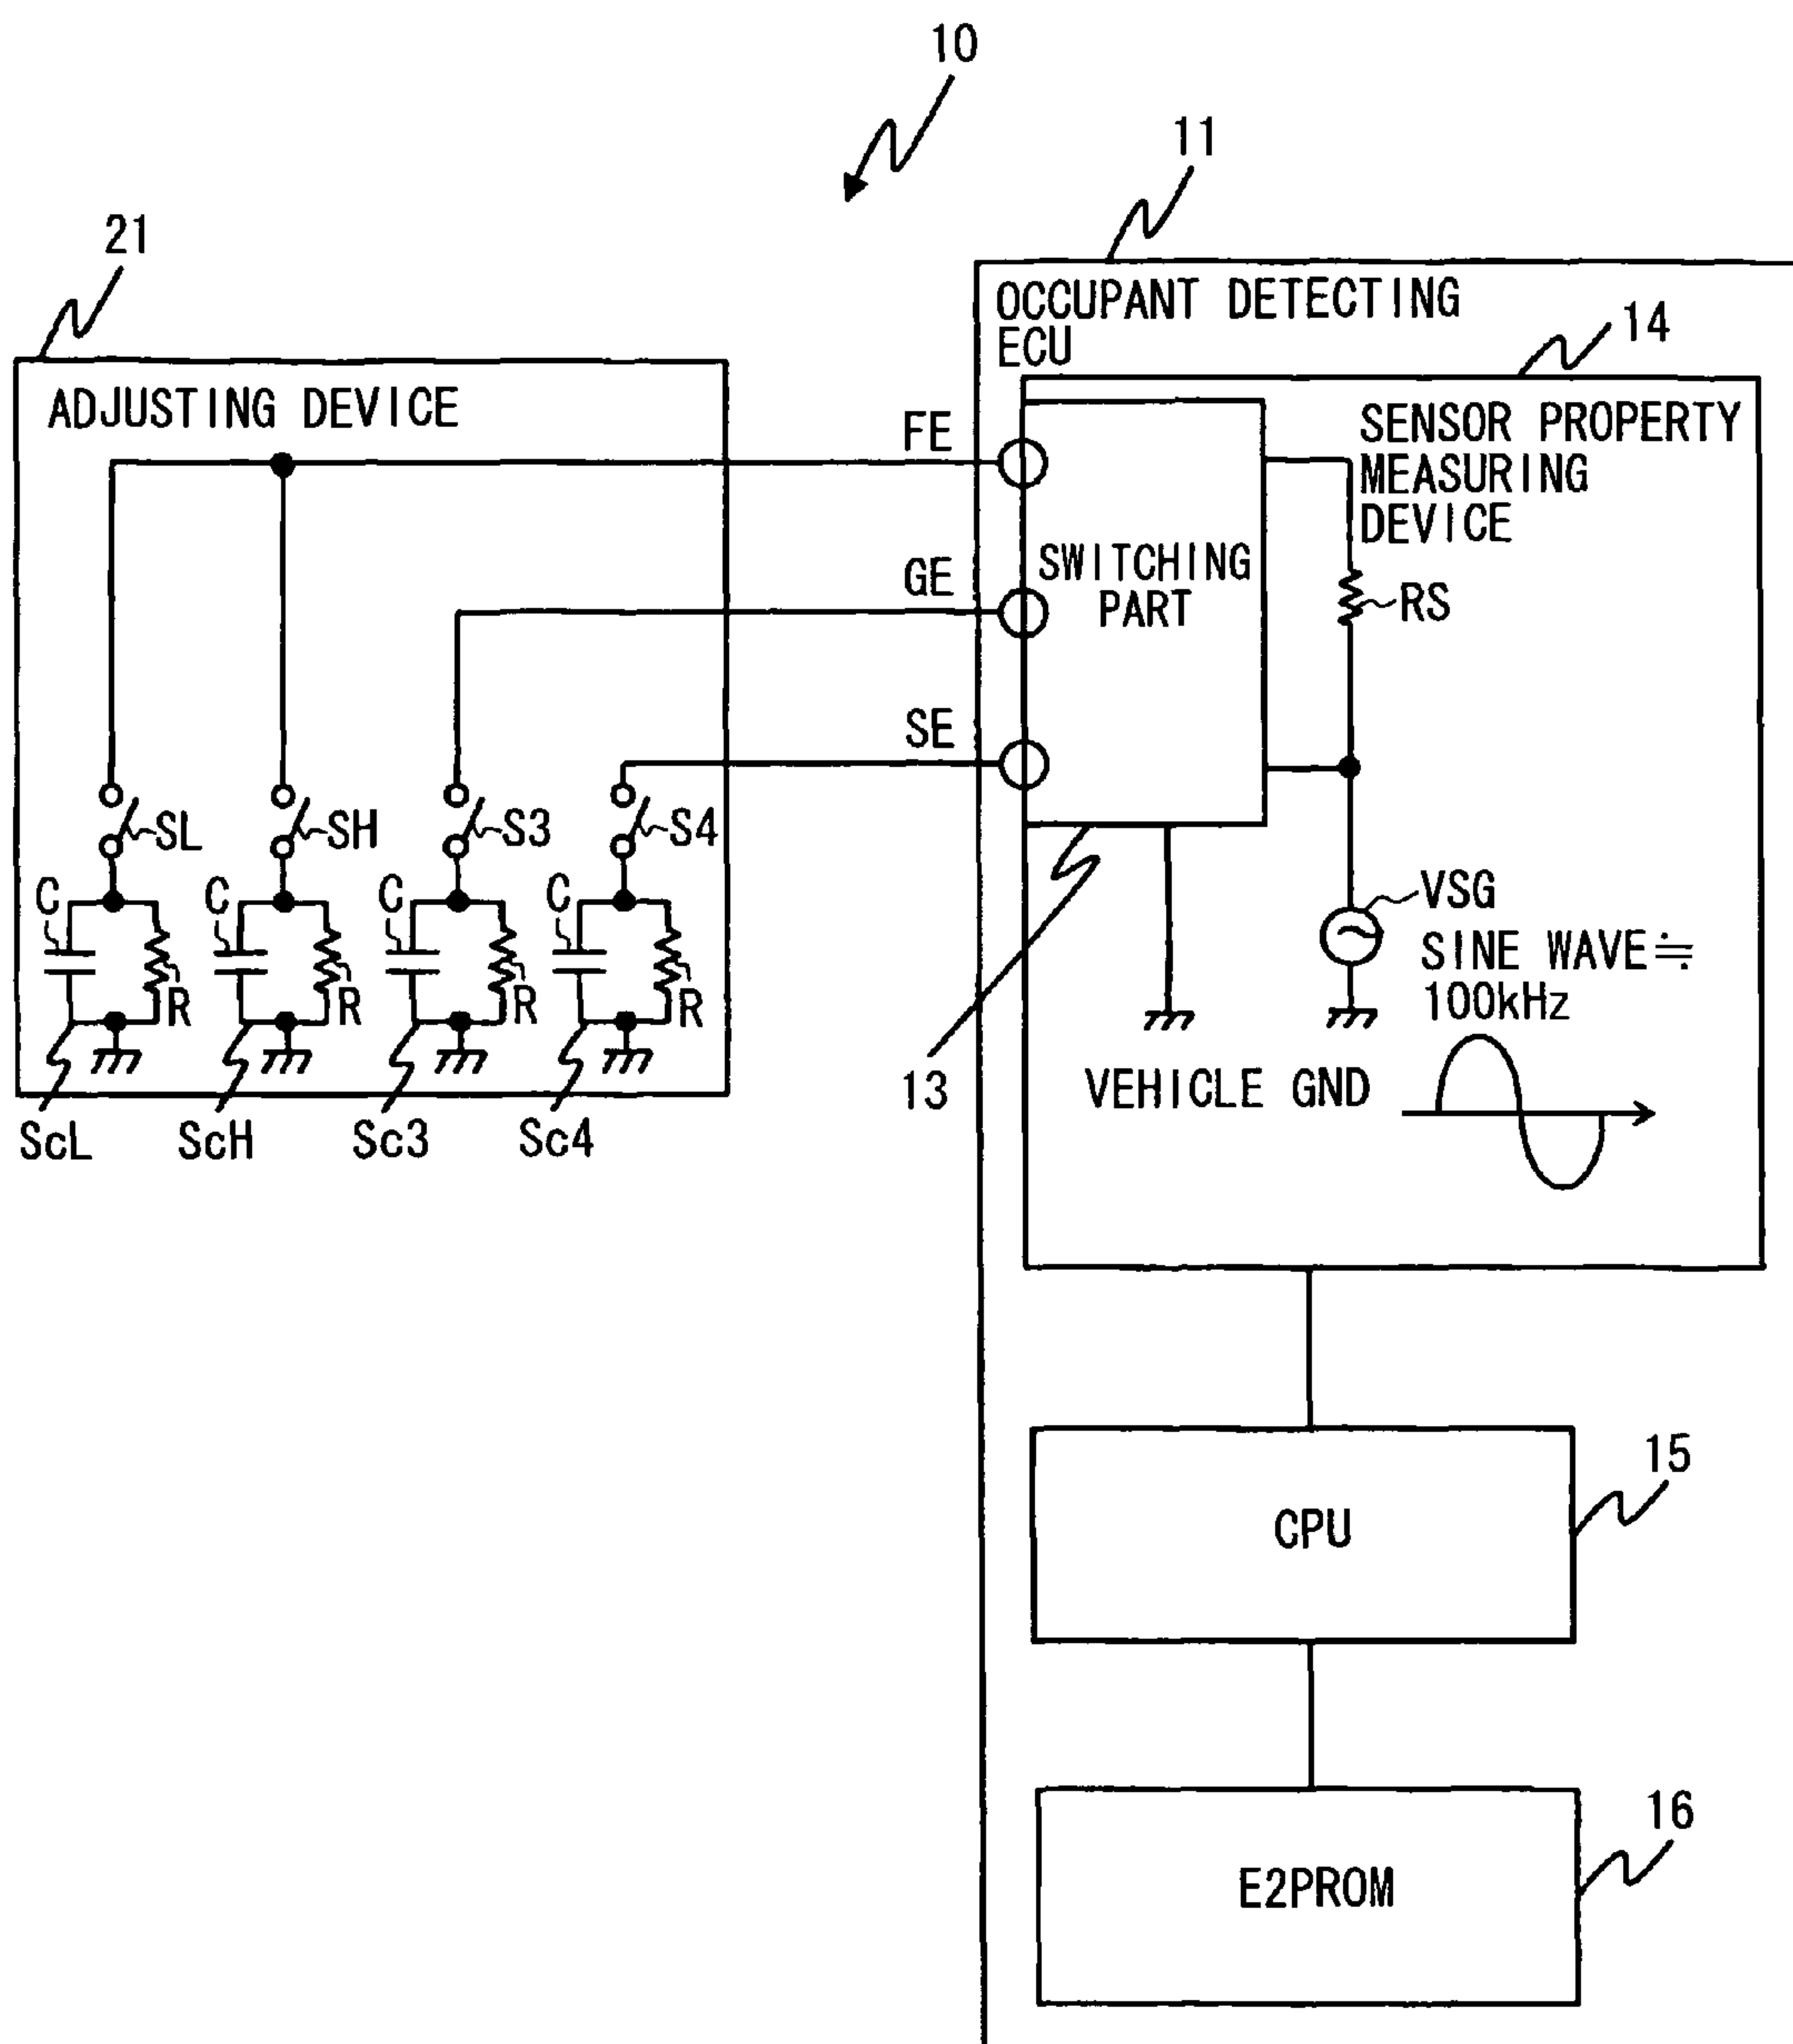 10
11
21
OCCUPANT DETECTING
ECU
14
ADJUSTING DEVICE
SENSOR PROPERTY
MEASURING
DEVICE
FE
GE
SWITCHING
PART
RS
SE
SL
SH
S3
S4
C
C
C
C
VSG
SINE WAVE≒
100kHz
R
R
R
R
13
VEHICLE GND
ScL
ScH
Sc3
Sc4
15
CPU
16
E2PROM